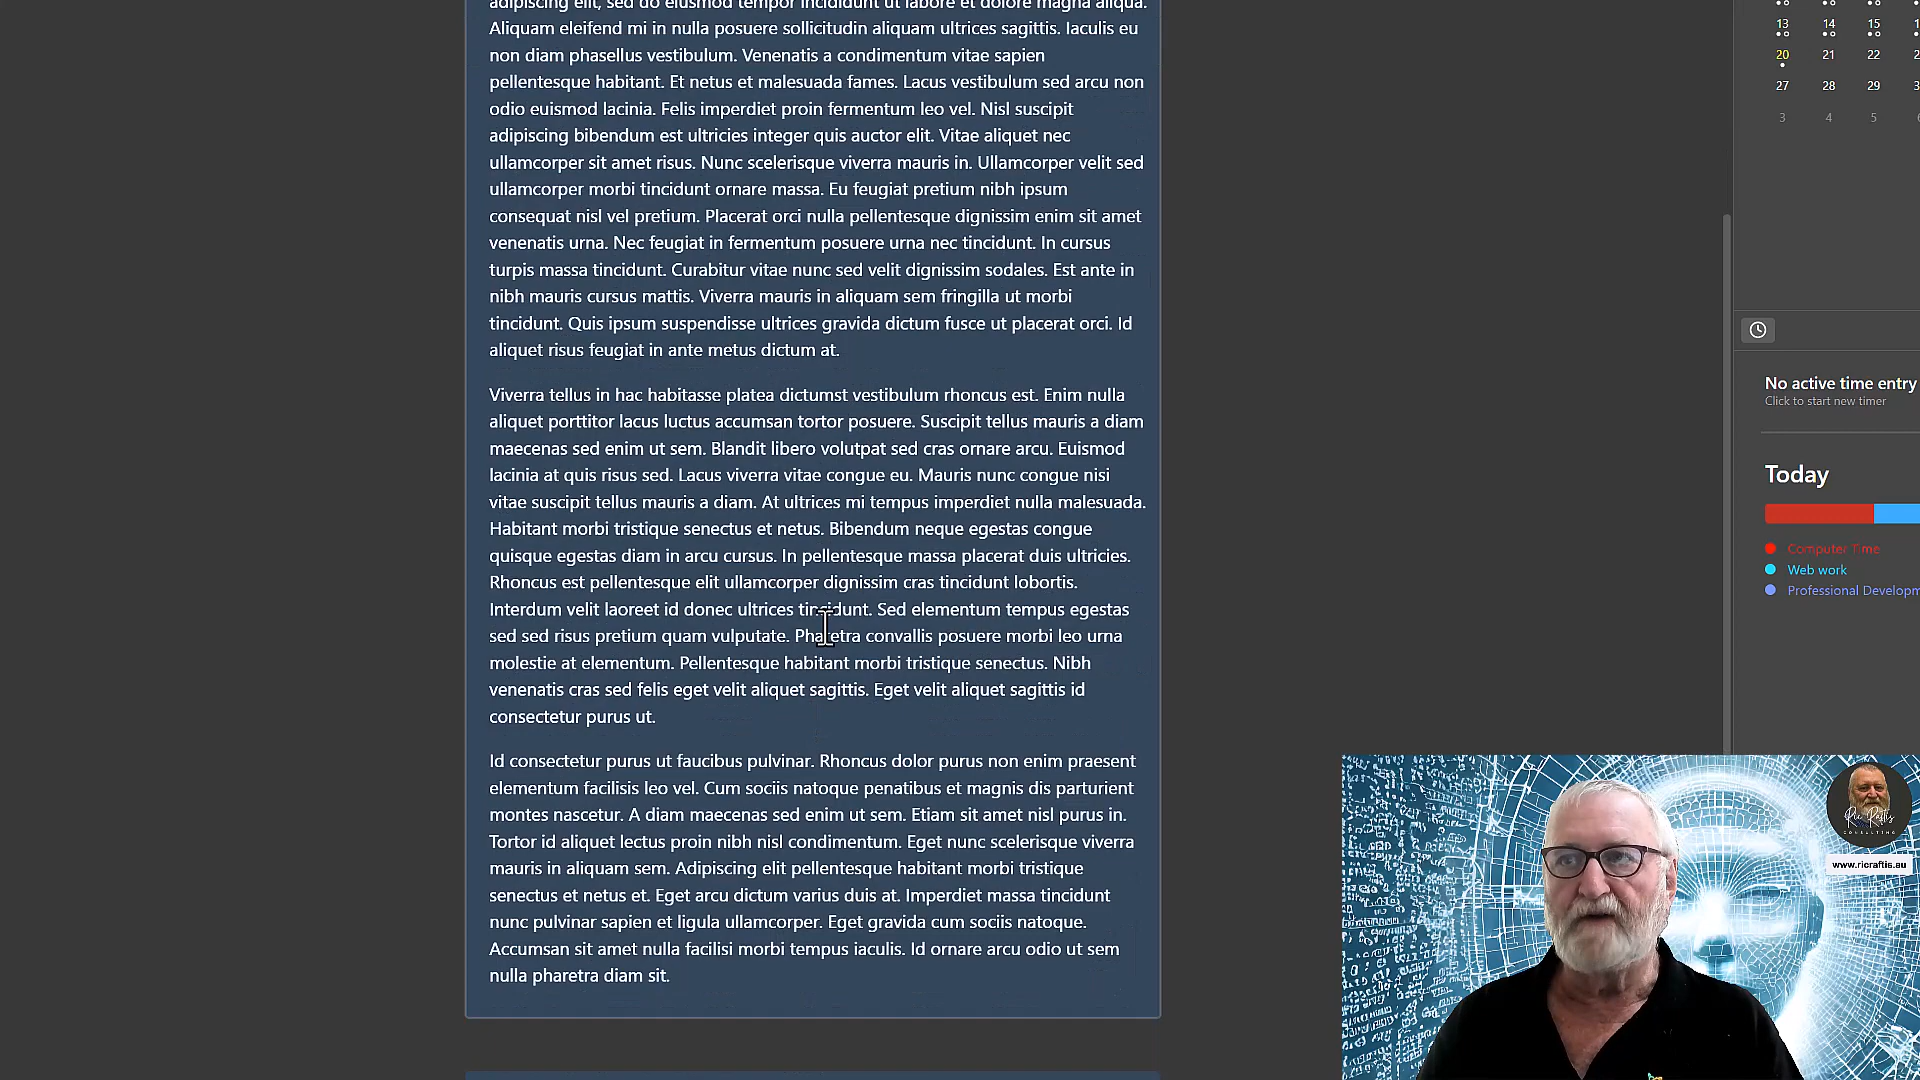 adipiscing elit, sed do eiusmod tempor incididunt ut labore et dolore magna aliqua.
Aliquam eleifend mi in nulla posuere sollicitudin aliquam ultrices sagittis. Iaculis eu
non diam phasellus vestibulum. Venenatis a condimentum vitae sapien
pellentesque habitant. Et netus et malesuada fames. Lacus vestibulum sed arcu non
odio euismod lacinia. Felis imperdiet proin fermentum leo vel. Nisl suscipit
adipiscing bibendum est ultricies integer quis auctor elit. Vitae aliquet nec
ullamcorper sit amet risus. Nunc scelerisque viverra mauris in. Ullamcorper velit sed
ullamcorper morbi tincidunt ornare massa. Eu feugiat pretium nibh ipsum
consequat nisl vel pretium. Placerat orci nulla pellentesque dignissim enim sit amet
venenatis urna. Nec feugiat in fermentum posuere urna nec tincidunt. In cursus
turpis massa tincidunt. Curabitur vitae nunc sed velit dignissim sodales. Est ante in
nibh mauris cursus mattis. Viverra mauris in aliquam sem fringilla ut morbi
tincidunt. Quis ipsum suspendisse ultrices gravida dictum fusce ut placerat orci. Id
aliquet risus feugiat in ante metus dictum at.
Viverra tellus in hac habitasse platea dictumst vestibulum rhoncus est. Enim nulla
aliquet porttitor lacus luctus accumsan tortor posuere. Suscipit tellus mauris a diam
maecenas sed enim ut sem. Blandit libero volutpat sed cras ornare arcu. Euismod
lacinia at quis risus sed. Lacus viverra vitae congue eu. Mauris nunc congue nisi
vitae suscipit tellus mauris a diam. At ultrices mi tempus imperdiet nulla malesuada.
Habitant morbi tristique senectus et netus. Bibendum neque egestas congue
quisque egestas diam in arcu cursus. In pellentesque massa placerat duis ultricies.
Rhoncus est pellentesque elit ullamcorper dignissim cras tincidunt lobortis.
Interdum velit laoreet id donec ultrices tincidunt. Sed elementum tempus egestas
sed sed risus pretium quam vulputate. Pharetra convallis posuere morbi leo urna
molestie at elementum. Pellentesque habitant morbi tristique senectus. Nibh
venenatis cras sed felis eget velit aliquet sagittis. Eget velit aliquet sagittis id
consectetur purus ut.
Id consectetur purus ut faucibus pulvinar. Rhoncus dolor purus non enim praesent
elementum facilisis leo vel. Cum sociis natoque penatibus et magnis dis parturient
montes nascetur. A diam maecenas sed enim ut sem. Etiam sit amet nisl purus in.
Tortor id aliquet lectus proin nibh nisl condimentum. Eget nunc scelerisque viverra
mauris in aliquam sem. Adipiscing elit pellentesque habitant morbi tristique
senectus et netus et. Eget arcu dictum varius duis at. Imperdiet massa tincidunt
nunc pulvinar sapien et ligula ullamcorper. Eget gravida cum sociis natoque.
Accumsan sit amet nulla facilisi morbi tempus iaculis. Id ornare arcu odio ut sem
nulla pharetra diam sit.
13 14 15
20 21 22
27 28 29
3 4 5
No active time entry
Click to start new timer
Today
Computer Time
Web work
Professional Developm
Ric Raftis
CONSULTING
www.ricraftis.au